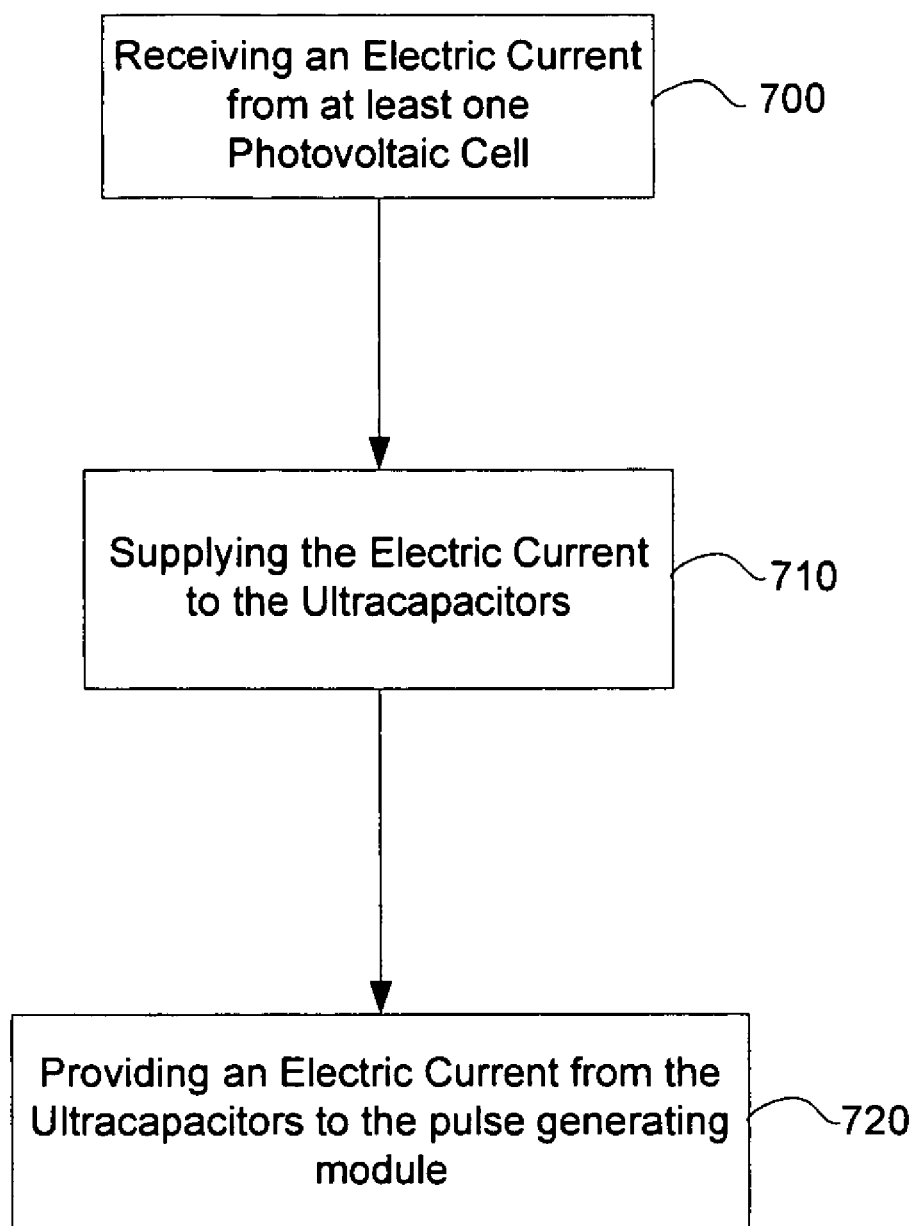 Receiving an Electric Current
from at least one
Photovoltaic Cell
700
Supplying the Electric Current
to the Ultracapacitors
710
Providing an Electric Current from the
Ultracapacitors to the pulse generating
module
720